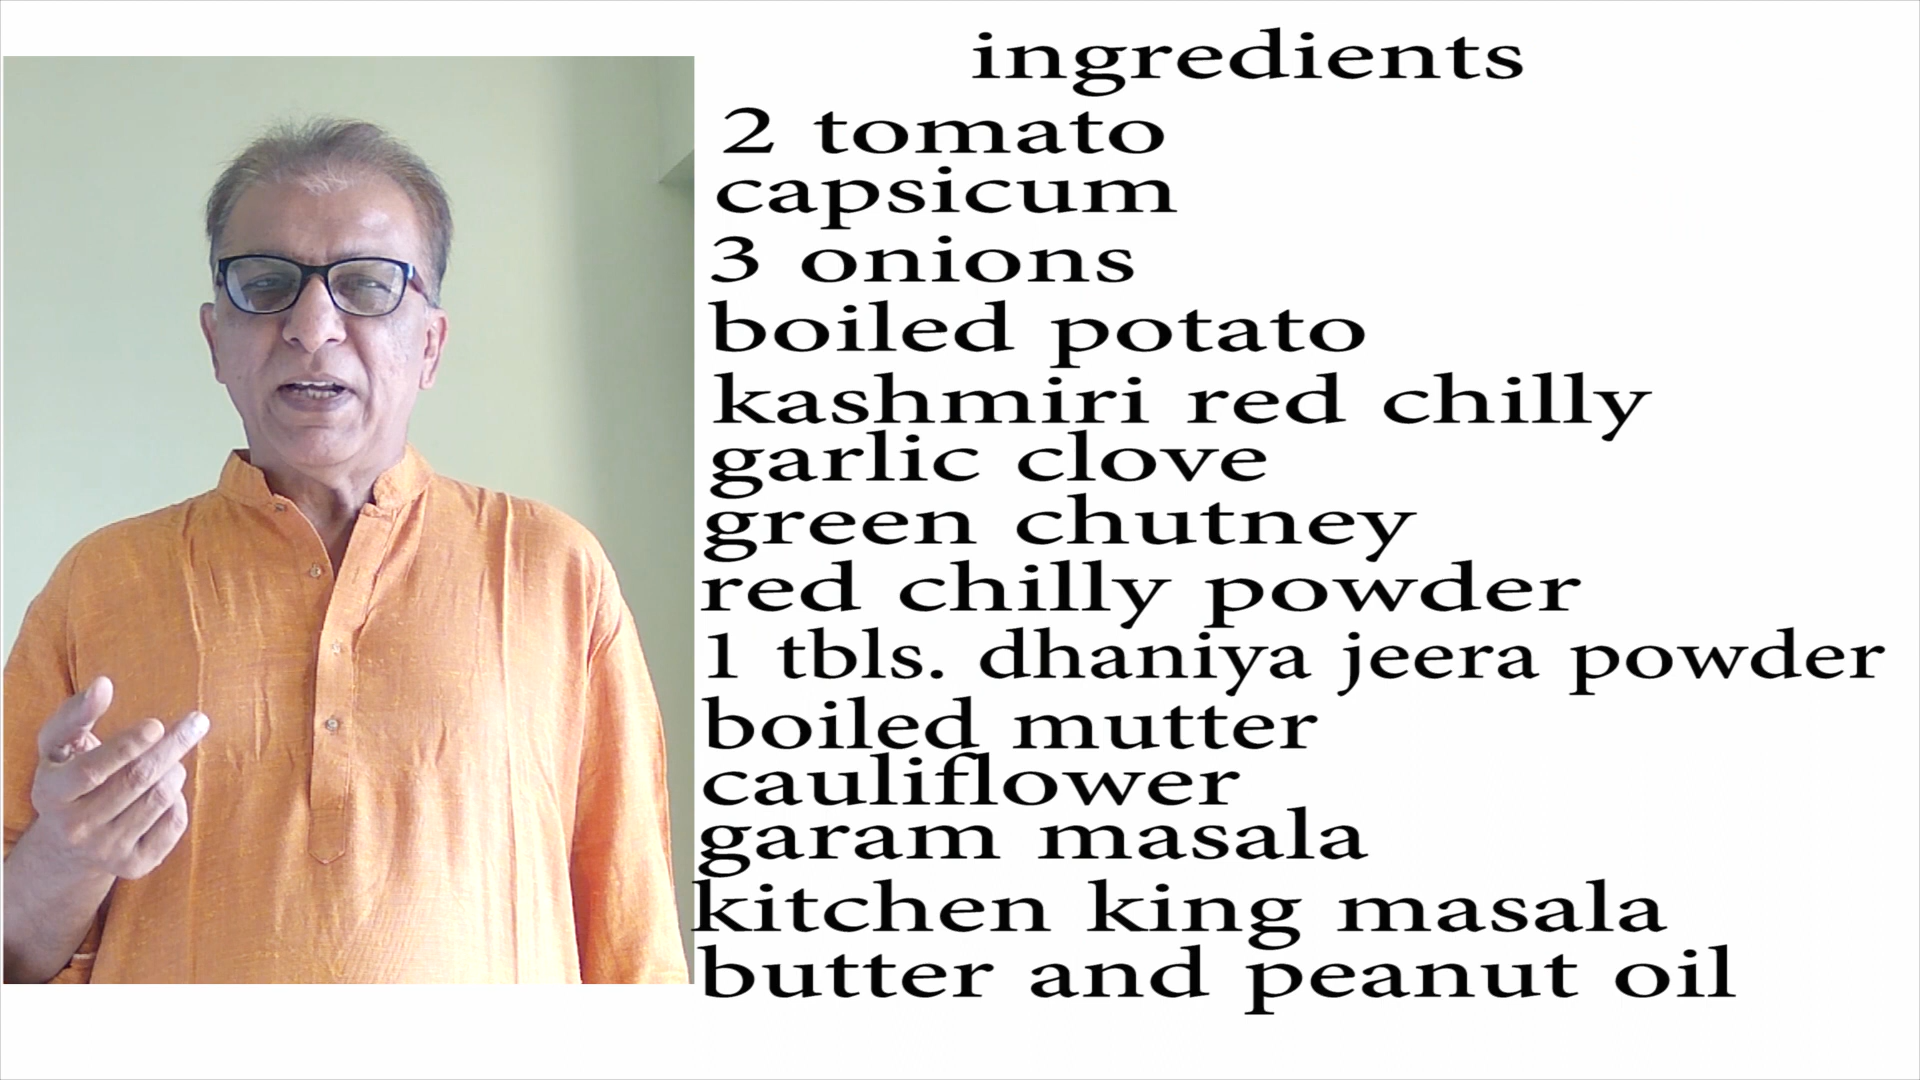 ingredients
2 tomato
capsicum
3 onions
boiled potato
kashmiri red chilly
garlic clove
green chutney
red chilly powder
1 tbls. dhaniya jeera powder
boiled mutter
cauliflower
garam masala
kitchen king masala
butter and peanut oil